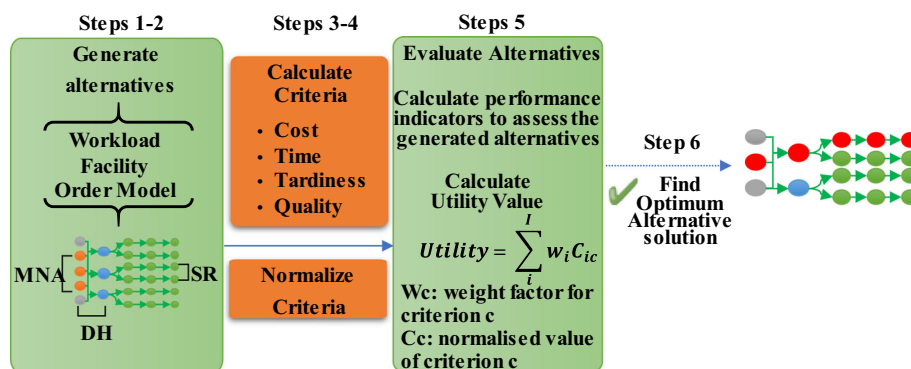 Steps 1-2
Generate
alternatives
Workload
Facility
Order Model
MNA
SR
DH
Steps 3-4
Calculate
Criteria
• Cost
• Time
• Tardiness
• Quality
Normalize
Criteria
Steps 5
Evaluate Alternatives
Calculate performance
indicators to assess the
generated alternatives
Calculate
Utility Value
Utility = ∑ᵢᴵ wᵢCᵢc
Wc: weight factor for
criterion c
Cc: normalised value
of criterion c
Step 6
Find
Optimum
Alternative
solution